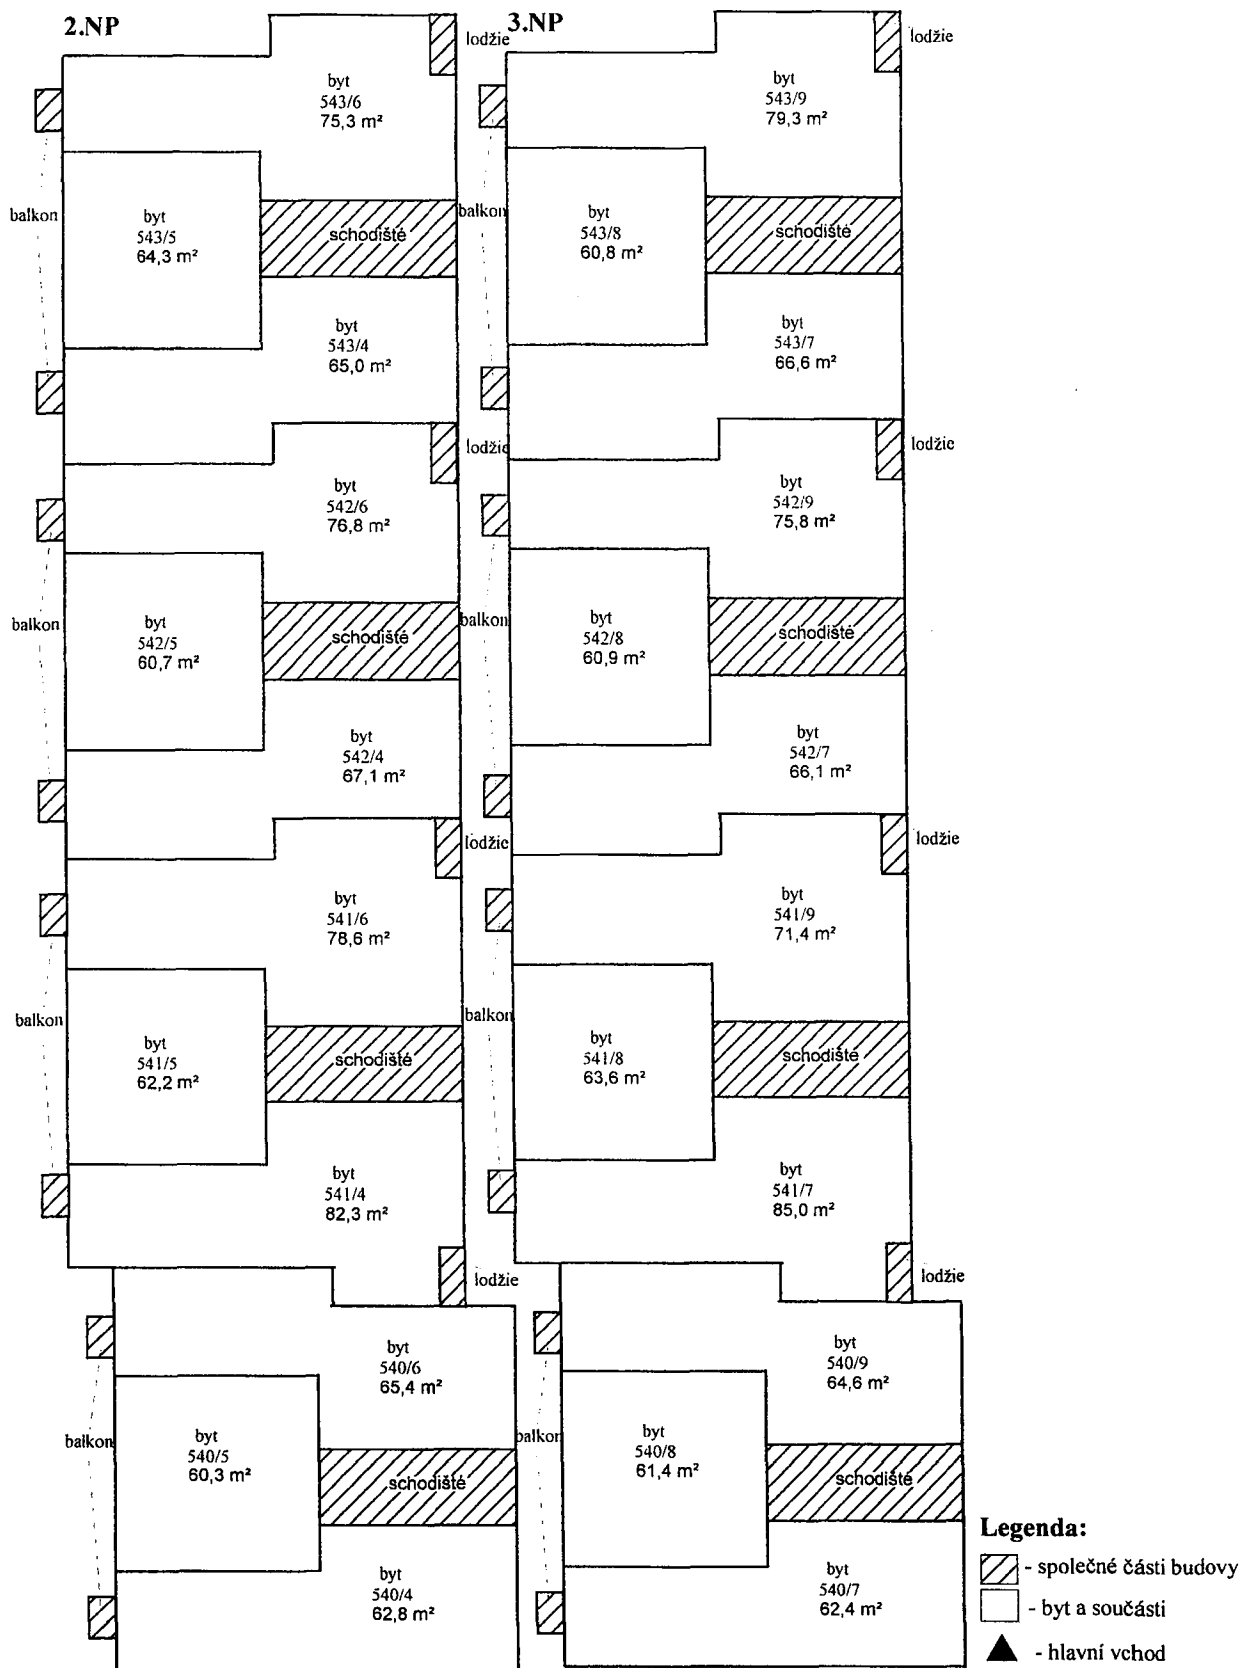 2.NP
lodžie
byt
543/6
75,3 m²
balkon
byt
543/5
64,3 m²
schodiště
byt
543/4
65,0 m²
lodžie
byt
542/6
76,8 m²
balkon
byt
542/5
60,7 m²
schodiště
byt
542/4
67,1 m²
lodžie
byt
541/6
78,6 m²
balkon
byt
541/5
62,2 m²
schodiště
byt
541/4
82,3 m²
lodžie
byt
540/6
65,4 m²
balkon
byt
540/5
60,3 m²
schodiště
byt
540/4
62,8 m²
3.NP
lodžie
byt
543/9
79,3 m²
balkon
byt
543/8
60,8 m²
schodiště
byt
543/7
66,6 m²
lodžie
byt
542/9
75,8 m²
balkon
byt
542/8
60,9 m²
schodiště
byt
542/7
66,1 m²
lodžie
byt
541/9
71,4 m²
balkon
byt
541/8
63,6 m²
schodiště
byt
541/7
85,0 m²
lodžie
byt
540/9
64,6 m²
balkon
byt
540/8
61,4 m²
schodiště
byt
540/7
62,4 m²
Legenda:
- společné části budovy
- byt a součásti
- hlavní vchod